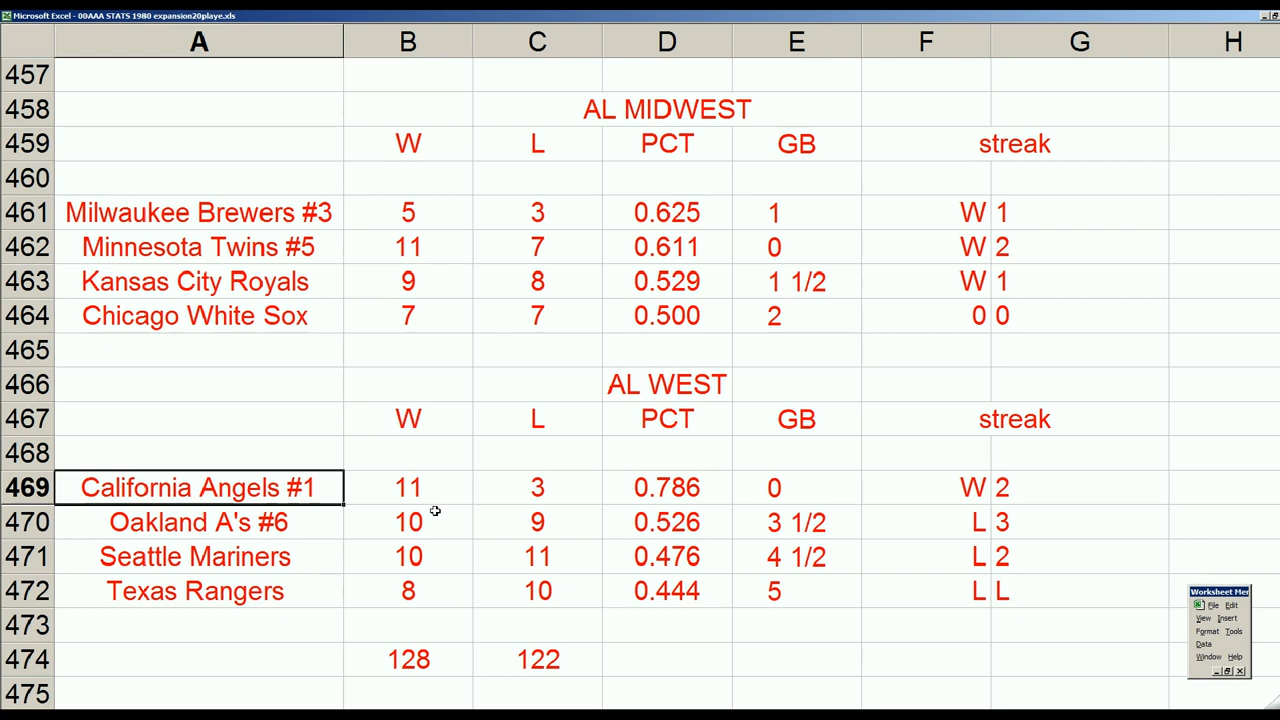 Microsoft Excel - 00AAA STATS 1980 expansion20playe.xls
A B C D E F G H
457
458 AL MIDWEST
459 W L PCT GB streak
460
461 Milwaukee Brewers #3 5 3 0.625 1 W 1
462 Minnesota Twins #5 11 7 0.611 0 W 2
463 Kansas City Royals 9 8 0.529 1 1/2 W 1
464 Chicago White Sox 7 7 0.500 2 0 0
465
466 AL WEST
467 W L PCT GB streak
468
469 California Angels #1 11 3 0.786 0 W 2
470 Oakland A's #6 10 9 0.526 3 1/2 L 3
471 Seattle Mariners 10 11 0.476 4 1/2 L 2
472 Texas Rangers 8 10 0.444 5 L L
473
474 128 122
475
Worksheet Mer
File Edit
View Insert
Format Tools
Data
Window Help